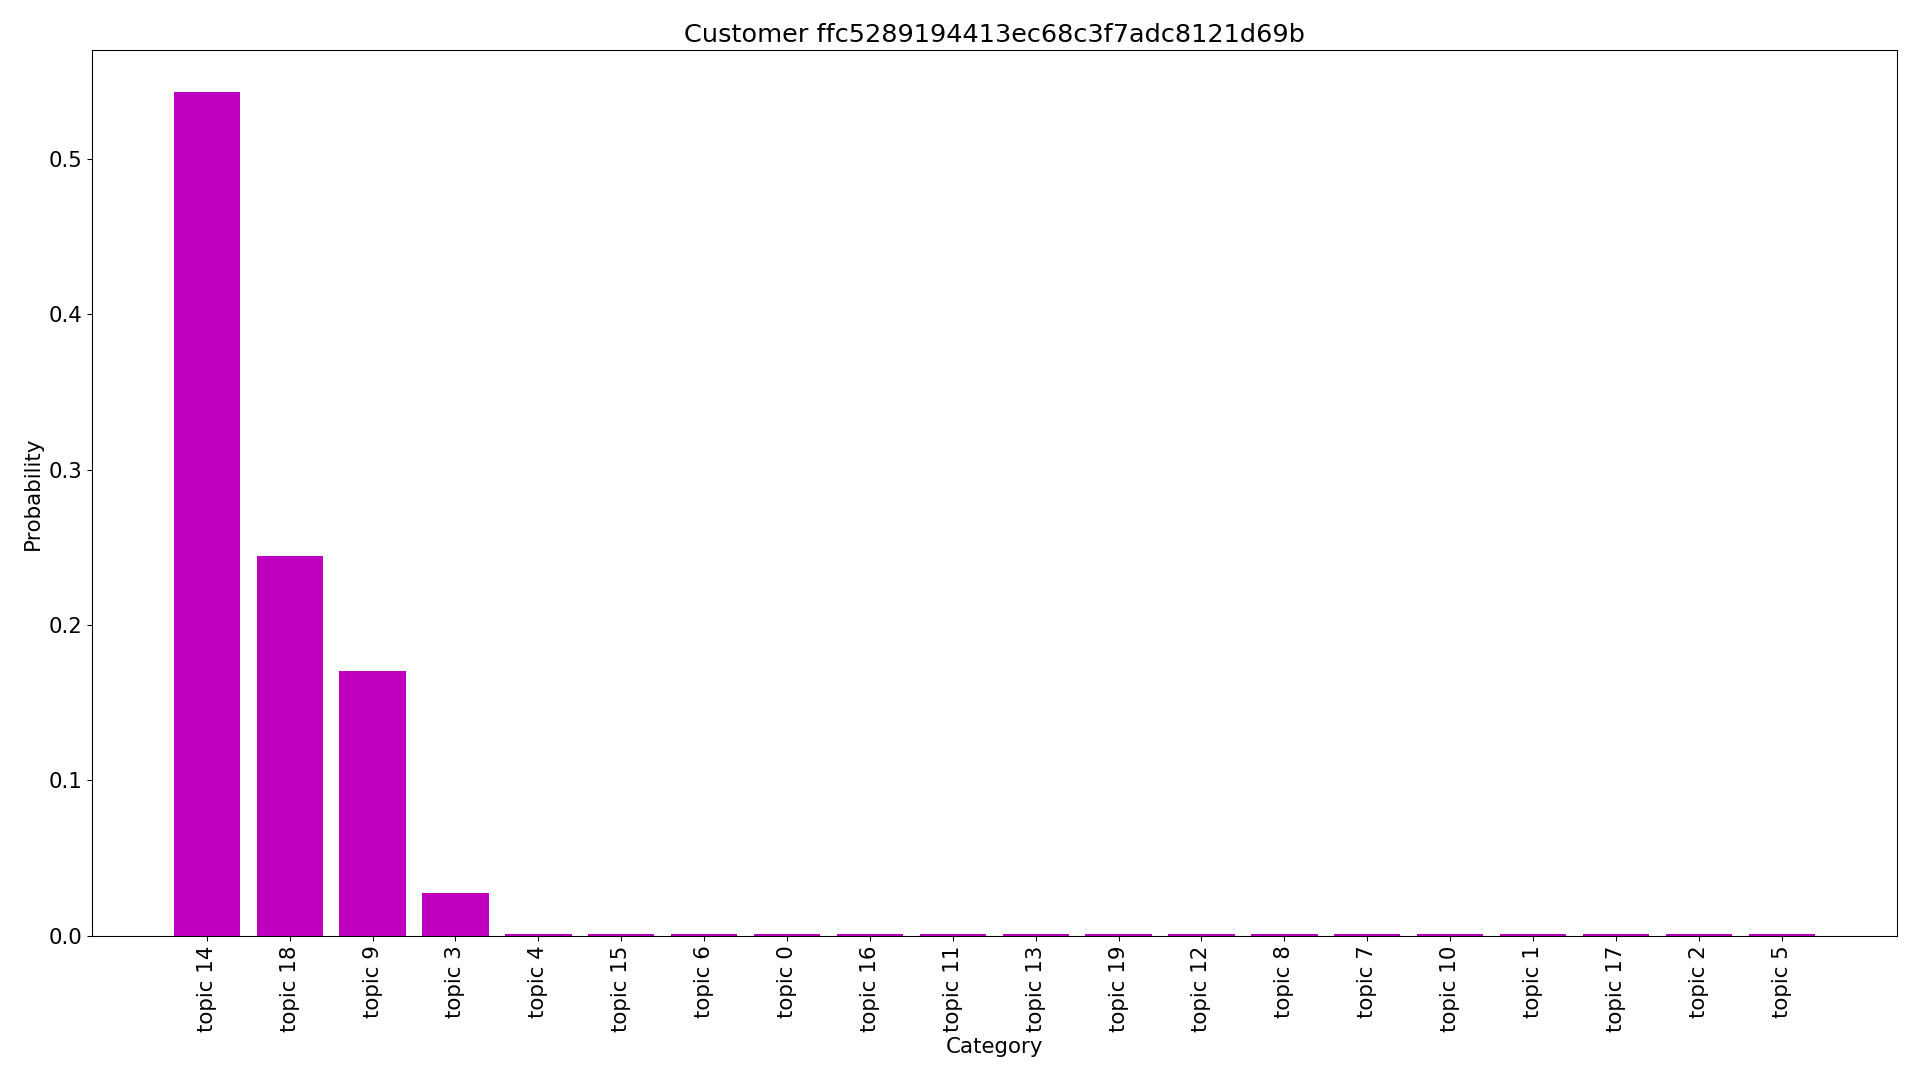 Customer ffc5289194413ec68c3f7adc8121d69b
Probability
0.5
0.4
0.3
0.2
0.1
0.0
topic 14
topic 18
topic 9
topic 3
topic 4
topic 15
topic 6
topic 0
topic 16
topic 11
topic 13
topic 19
topic 12
topic 8
topic 7
topic 10
topic 1
topic 17
topic 2
topic 5
Category